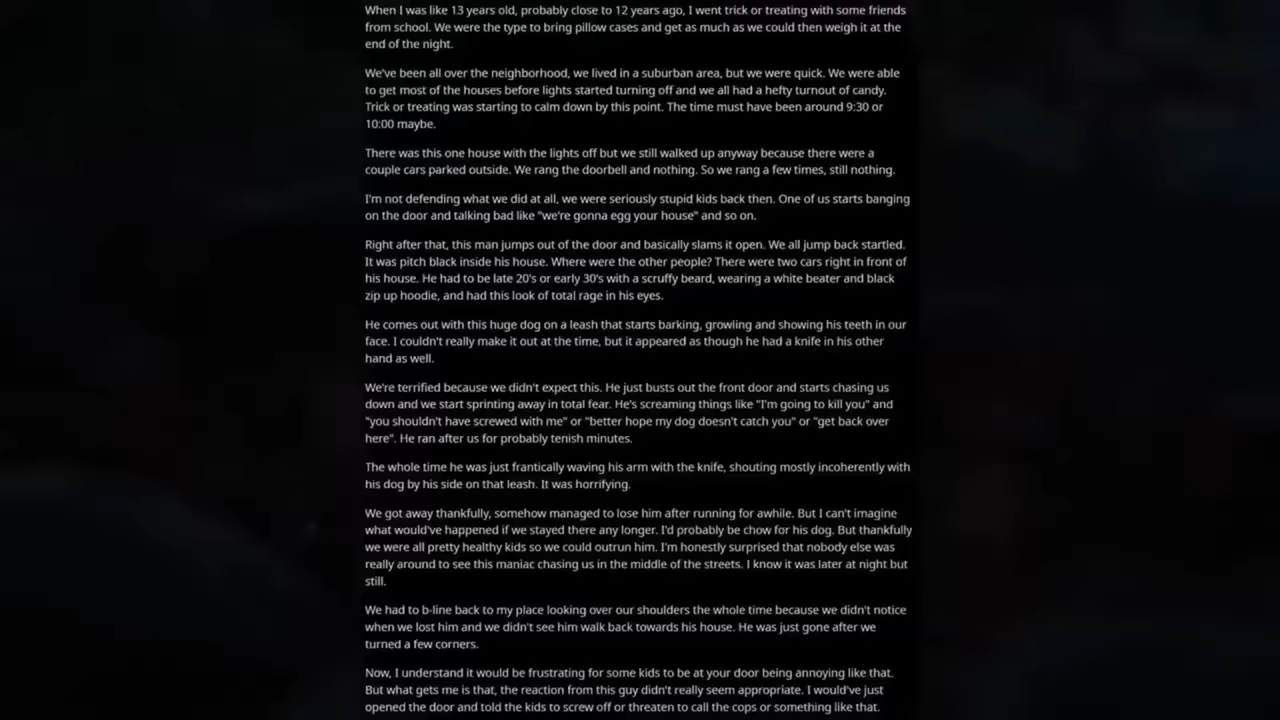 When I was like 13 years old, probably close to 12 years ago, I went trick or treating with some friends
from school. We were the type to bring pillow cases and get as much as we could then weigh it at the
end of the night.
We've been all over the neighborhood, we lived in a suburban area, but we were quick. We were able
to get most of the houses before lights started turning off and we all had a hefty turnout of candy.
Trick or treating was starting to calm down by this point. The time must have been around 9:30 or
10:00 maybe.
There was this one house with the lights off but we still walked up anyway because there were a
couple cars parked outside. We rang the doorbell and nothing. So we rang a few times, still nothing.
I'm not defending what we did at all, we were seriously stupid kids back then. One of us starts banging
on the door and talking bad like "we're gonna egg your house" and so on.
Right after that, this man jumps out of the door and basically slams it open. We all jump back startled.
It was pitch black inside his house. Where were the other people? There were two cars right in front of
his house. He had to be late 20's or early 30's with a scruffy beard, wearing a white beater and black
zip up hoodie, and had this look of total rage in his eyes.
He comes out with this huge dog on a leash that starts barking, growling and showing his teeth in our
face. I couldn't really make it out at the time, but it appeared as though he had a knife in his other
hand as well.
We're terrified because we didn't expect this. He just busts out the front door and starts chasing us
down and we start sprinting away in total fear. He's screaming things like "I'm going to kill you" and
"you shouldn't have screwed with me" or "better hope my dog doesn't catch you" or "get back over
here". He ran after us for probably tenish minutes.
The whole time he was just frantically waving his arm with the knife, shouting mostly incoherently with
his dog by his side on that leash. It was horrifying.
We got away thankfully, somehow managed to lose him after running for awhile. But I can't imagine
what would've happened if we stayed there any longer. I'd probably be chow for his dog. But thankfully
we were all pretty healthy kids so we could outrun him. I'm honestly surprised that nobody else was
really around to see this maniac chasing us in the middle of the streets. I know it was later at night but
still.
We had to b-line back to my place looking over our shoulders the whole time because we didn't notice
when we lost him and we didn't see him walk back towards his house. He was just gone after we
turned a few corners.
Now, I understand it would be frustrating for some kids to be at your door being annoying like that.
But what gets me is that, the reaction from this guy didn't really seem appropriate. I would've just
opened the door and told the kids to screw off or threaten to call the cops or something like that.